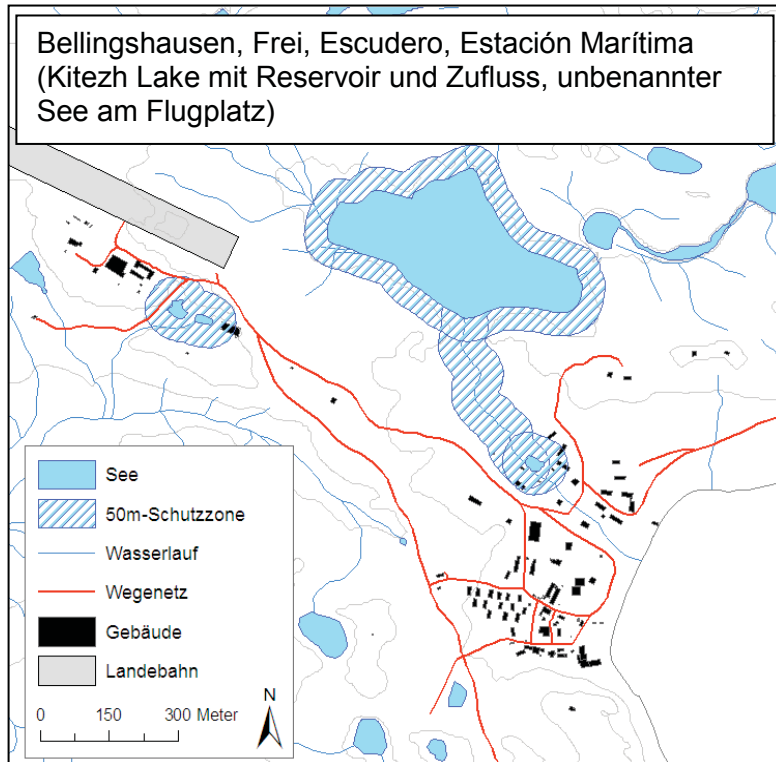 Bellingshausen, Frei, Escudero, Estación Marítima
(Kitezh Lake mit Reservoir und Zufluss, unbenannter
See am Flugplatz)
See
50m-Schutzzone
Wasserlauf
Wegenetz
Gebäude
Landebahn
N
0 150 300 Meter